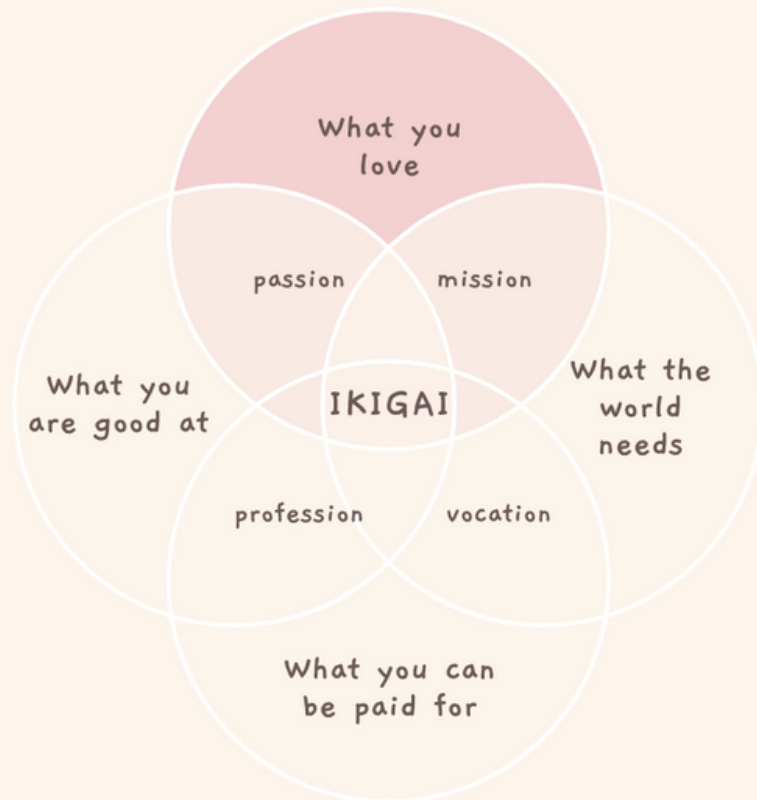 What you
love
passion
mission
What you
are good at
IKIGAI
What the
world
needs
profession
vocation
What you can
be paid for